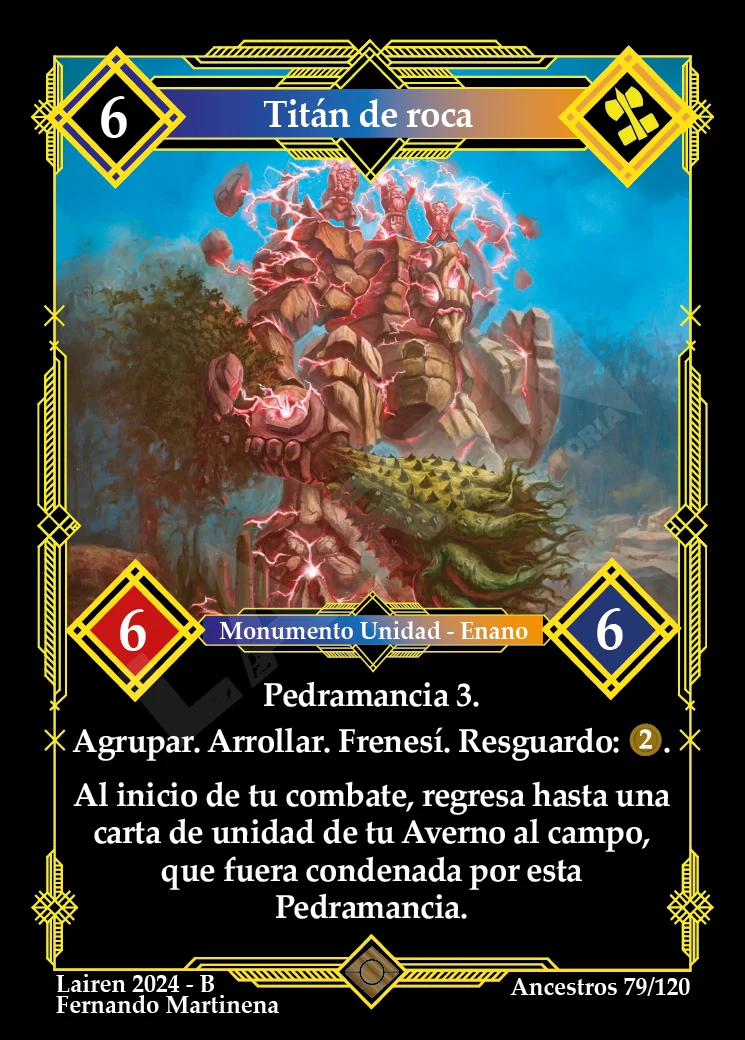 6
Titán de roca
6
Monumento Unidad - Enano
6
Pedramancia 3.
Agrupar. Arrollar. Frenesí. Resguardo: 2.
Al inicio de tu combate, regresa hasta una
carta de unidad de tu Averno al campo,
que fuera condenada por esta
Pedramancia.
Lairen 2024 - B
Fernando Martinena
Ancestros 79/120